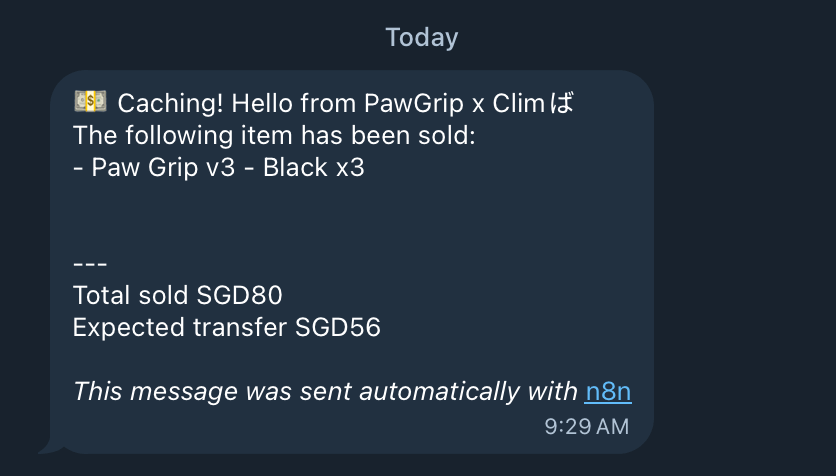 Today
💵 Caching! Hello from PawGrip x Climば
The following item has been sold:
- Paw Grip v3 - Black x3
---
Total sold SGD80
Expected transfer SGD56
This message was sent automatically with n8n
9:29 AM